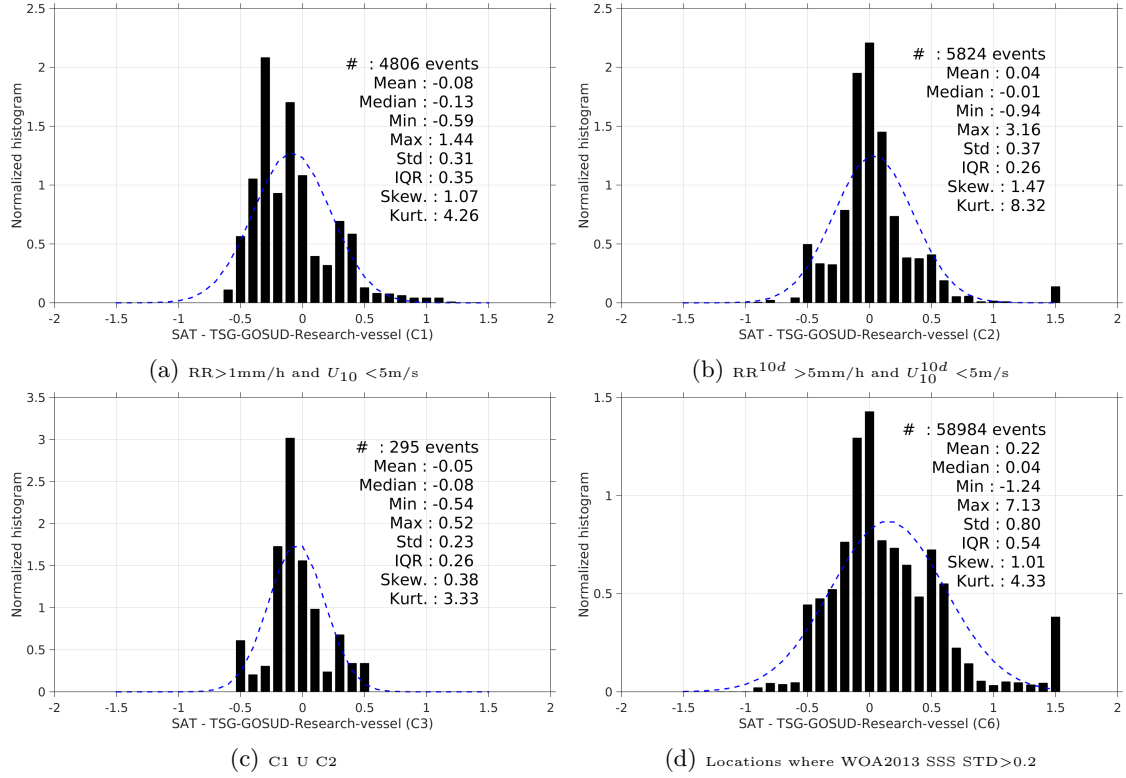 2.5
2
1.5
1
0.5
0
Normalized histogram
# : 4806 events
Mean : -0.08
Median : -0.13
Min : -0.59
Max : 1.44
Std : 0.31
IQR : 0.35
Skew. : 1.07
Kurt. : 4.26
-2 -1.5 -1 -0.5 0 0.5 1 1.5 2
SAT - TSG-GOSUD-Research-vessel (C1)
(a) RR>1mm/h and U10 <5m/s
2.5
2
1.5
1
0.5
0
Normalized histogram
# : 5824 events
Mean : 0.04
Median : -0.01
Min : -0.94
Max : 3.16
Std : 0.37
IQR : 0.26
Skew. : 1.47
Kurt. : 8.32
-2 -1.5 -1 -0.5 0 0.5 1 1.5 2
SAT - TSG-GOSUD-Research-vessel (C2)
(b) RR10d >5mm/h and U10d10 <5m/s
3.5
3
2.5
2
1.5
1
0.5
0
Normalized histogram
# : 295 events
Mean : -0.05
Median : -0.08
Min : -0.54
Max : 0.52
Std : 0.23
IQR : 0.26
Skew. : 0.38
Kurt. : 3.33
-2 -1.5 -1 -0.5 0 0.5 1 1.5 2
SAT - TSG-GOSUD-Research-vessel (C3)
(c) C1 U C2
1.5
1
0.5
0
Normalized histogram
# : 58984 events
Mean : 0.22
Median : 0.04
Min : -1.24
Max : 7.13
Std : 0.80
IQR : 0.54
Skew. : 1.01
Kurt. : 4.33
-2 -1.5 -1 -0.5 0 0.5 1 1.5 2
SAT - TSG-GOSUD-Research-vessel (C6)
(d) Locations where WOA2013 SSS STD>0.2